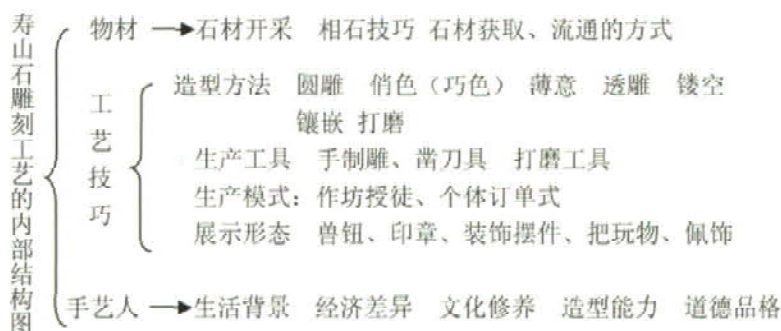 寿山石雕刻工艺的内部结构图
物材 → 石材开采 相石技巧 石材获取、流通的方式
工艺技巧
造型方法 圆雕 俏色（巧色） 薄意 透雕 镂空
镶嵌 打磨
生产工具 手制雕、凿刀具 打磨工具
生产模式：作坊授徒、个体订单式
展示形态 兽钮、印章、装饰摆件、把玩物、佩饰
手艺人 → 生活背景 经济差异 文化修养 造型能力 道德品格